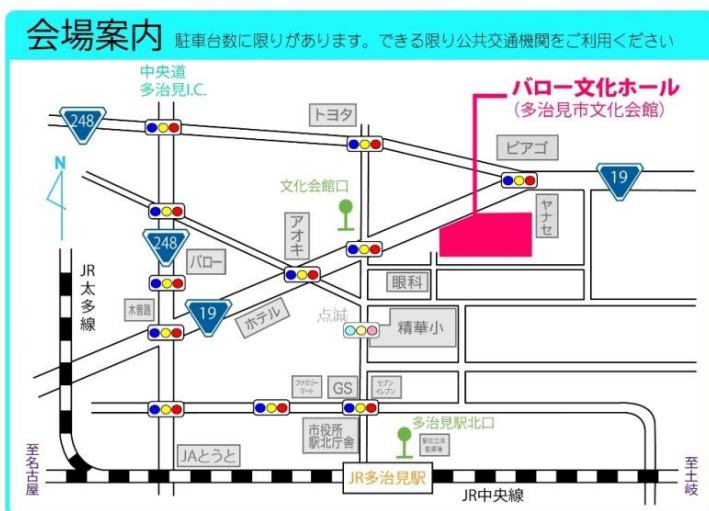 会場案内 駐車台数に限りがあります。できる限り公共交通機関をご利用ください
中央道
多治見I.C.
248
トヨタ
バロー文化ホール
(多治見市文化会館)
ピアゴ
19
N
文化会館口
ヤナセ
アオキ
248
バロー
JR太多線
眼科
19
ホテル
点滅
精華小
ファミリー
マート
GS
セブン
イレブン
市役所
駅北庁舎
多治見駅北口
JAとうと
至名古屋
JR多治見駅
JR中央線
至土岐